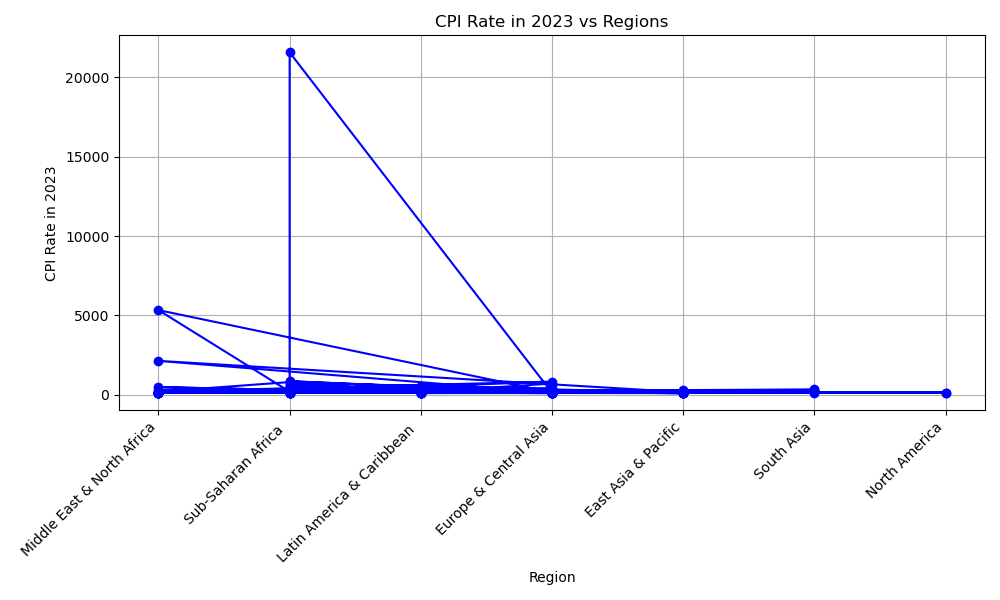 CPI Rate in 2023 vs Regions
20000
15000
10000
5000
0
CPI Rate in 2023
Middle East & North Africa
Sub-Saharan Africa
Latin America & Caribbean
Europe & Central Asia
East Asia & Pacific
South Asia
North America
Region